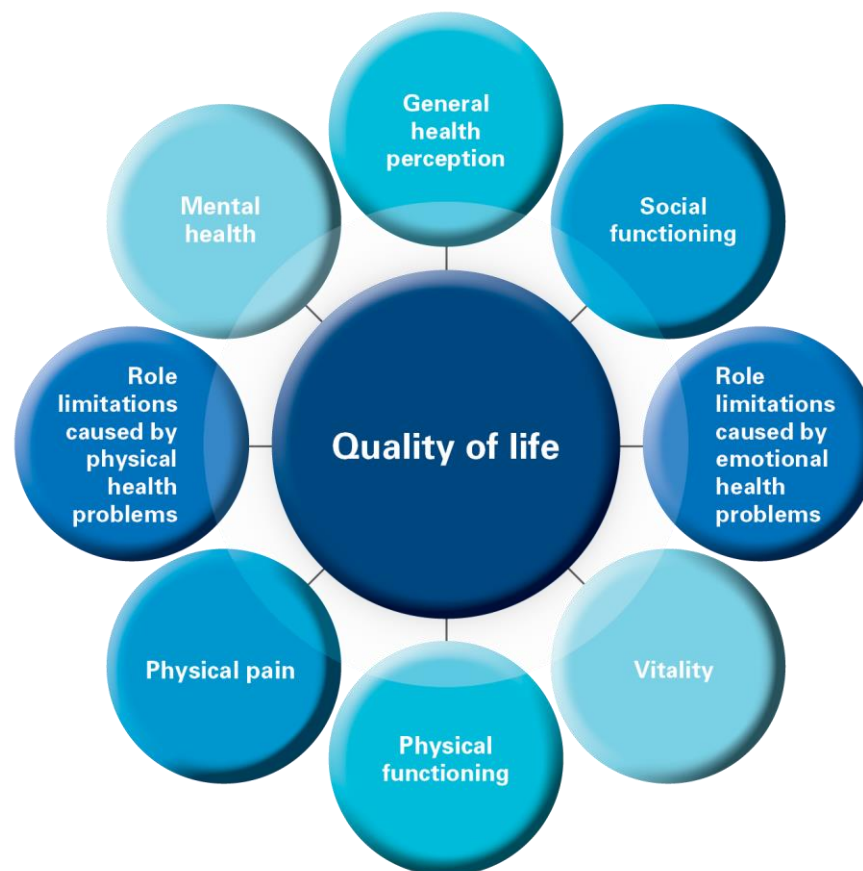 General
health
perception
Social
functioning
Role
limitations
caused by
emotional
health
problems
Vitality
Physical
functioning
Physical pain
Role
limitations
caused by
physical
health
problems
Mental
health
Quality of life